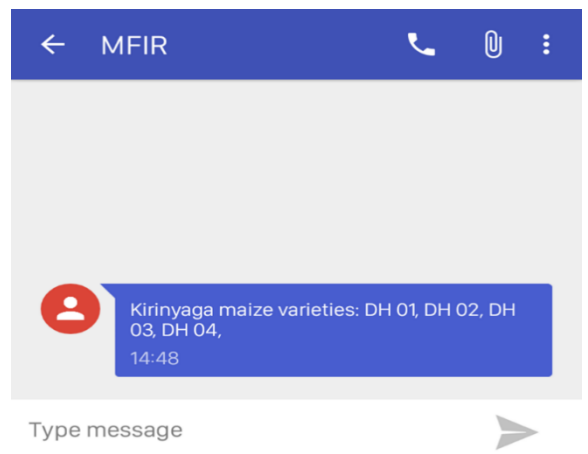 MFIR
Kirinyaga maize varieties: DH 01, DH 02, DH
03, DH 04,
14:48
Type message